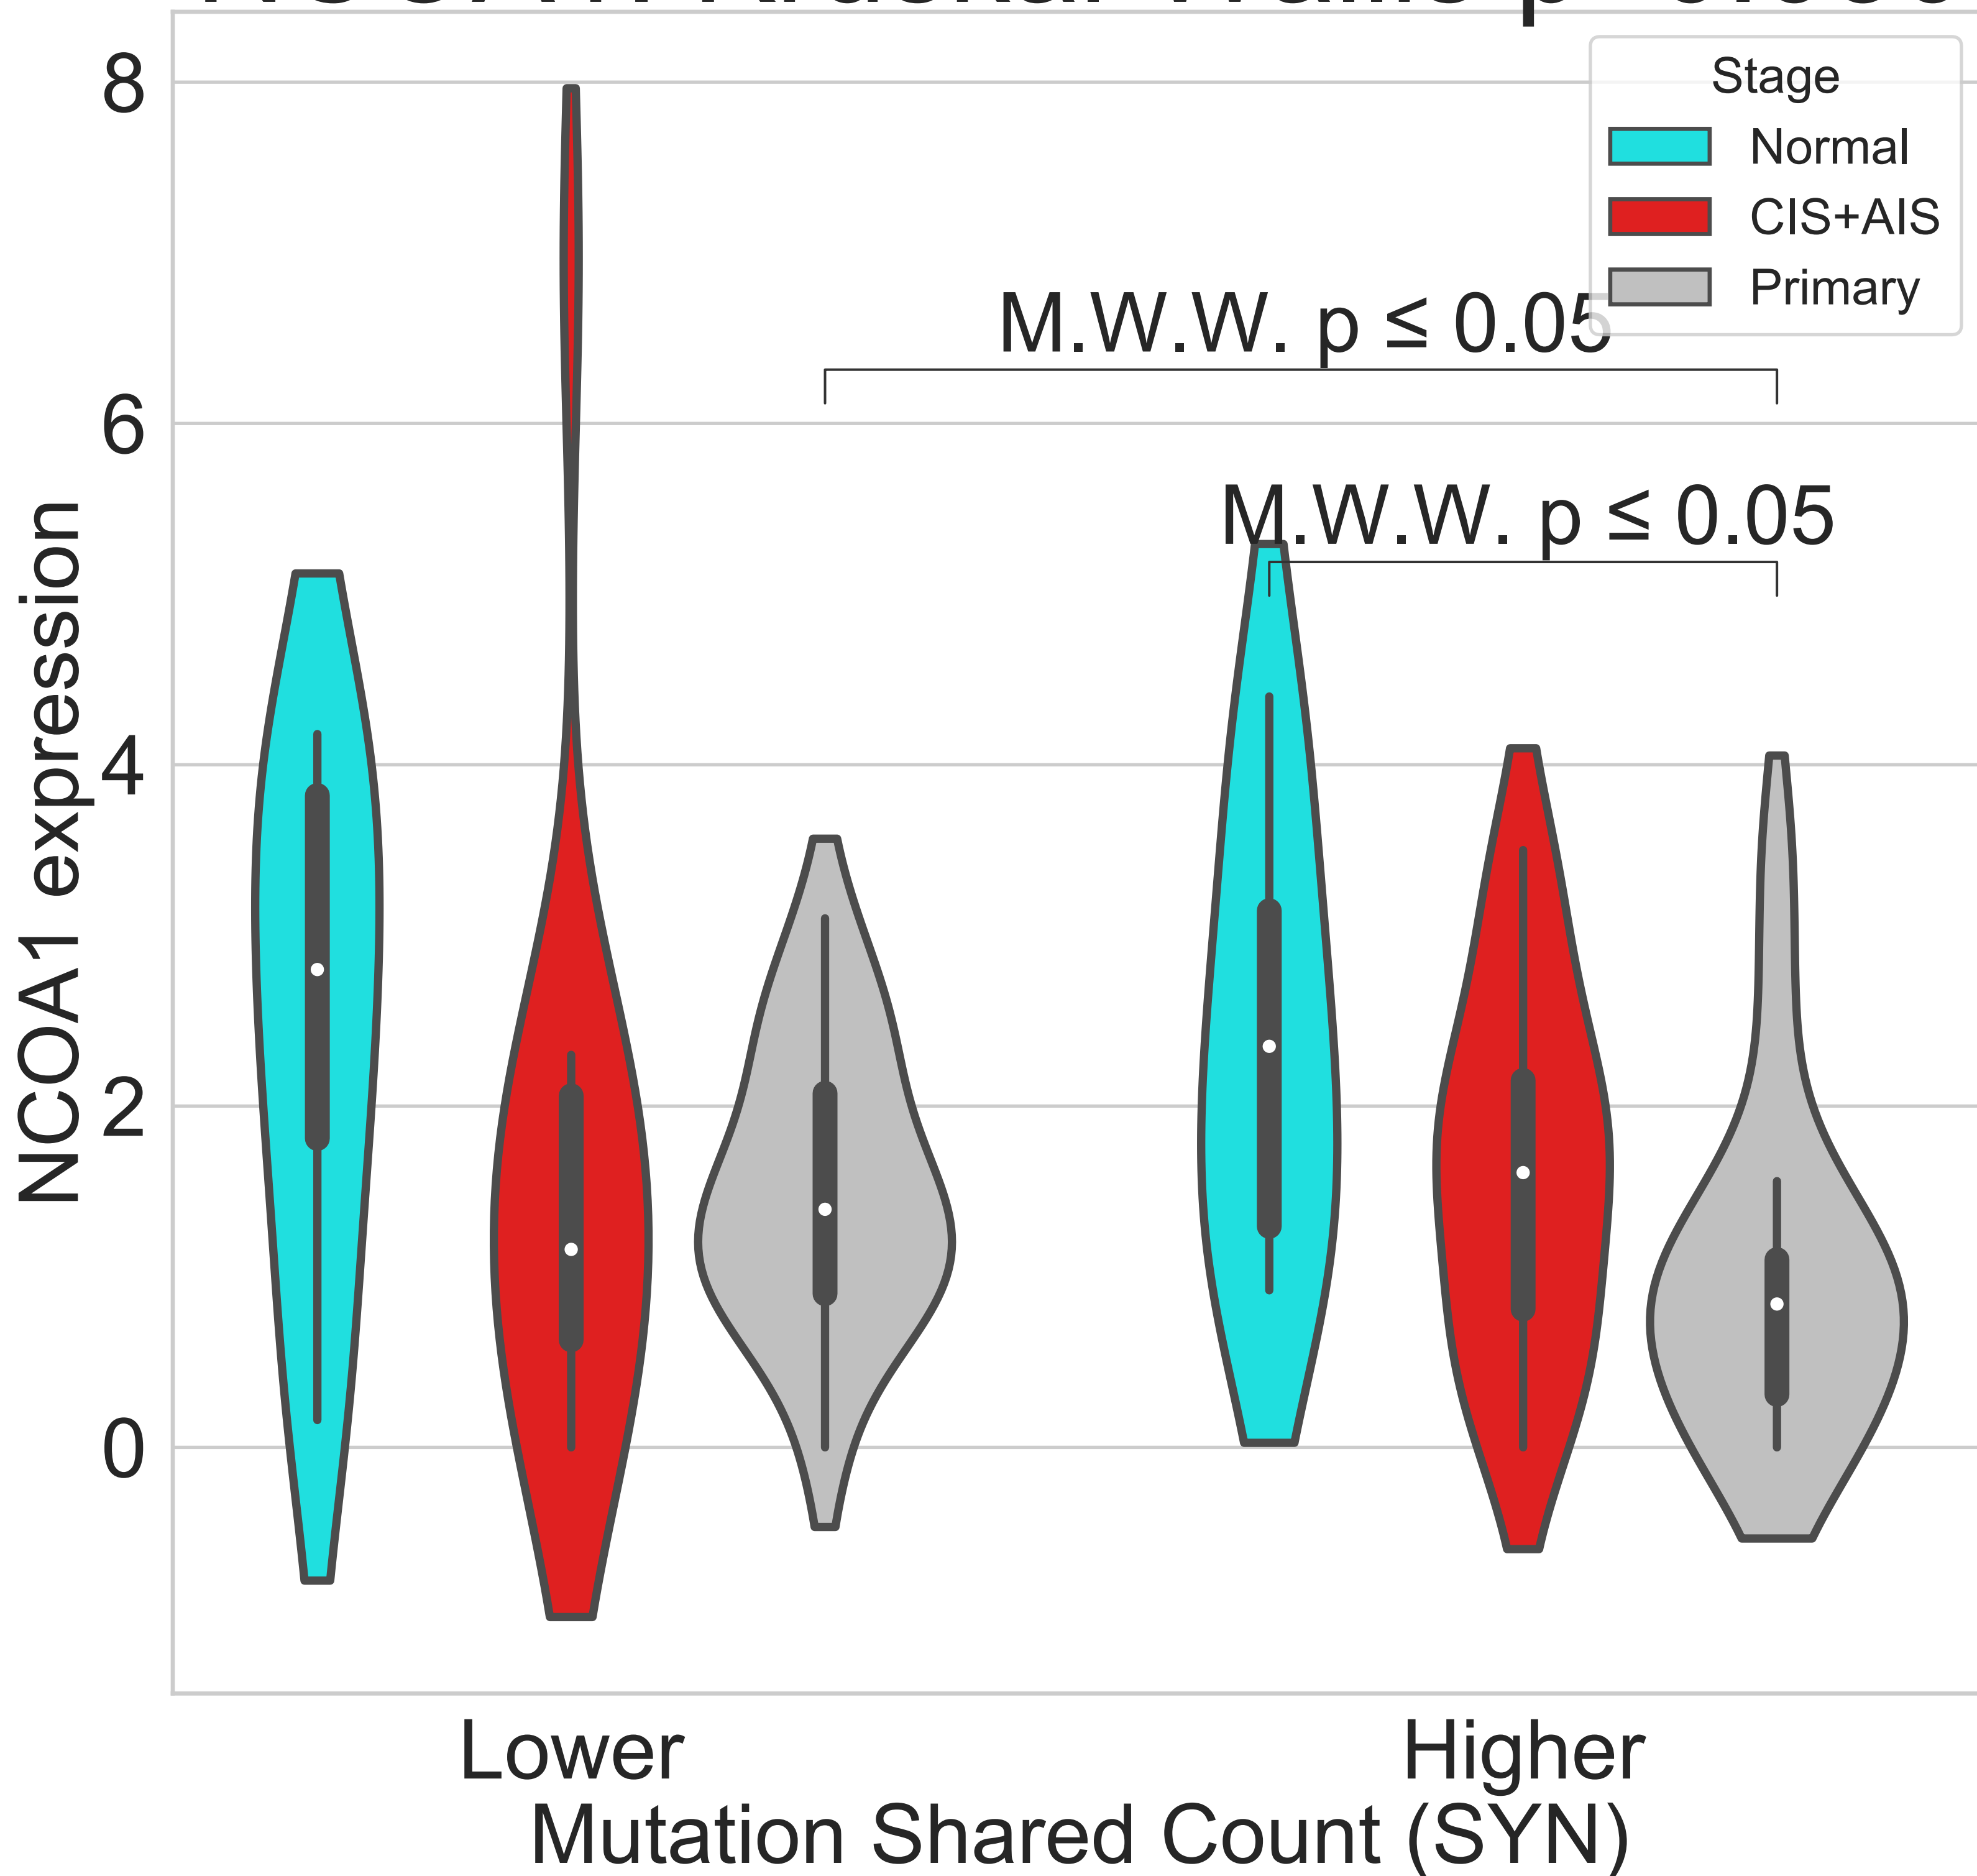 Stage
Normal
CIS+AIS
Primary
M.W.W. p ≤ 0.05
M.W.W. p ≤ 0.05
8
6
4
2
0
NCOA1 expression
Lower
Higher
Mutation Shared Count (SYN)